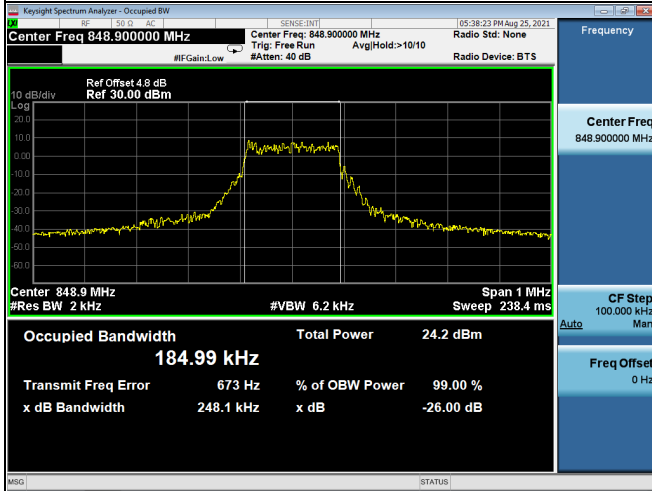 Keysight Spectrum Analyzer - Occupied BW
LXI RF 50 Ω AC SENSE:INT 05:38:23 PM Aug 25, 2021
Center Freq 848.900000 MHz
Center Freq: 848.900000 MHz
Radio Std: None
Trig: Free Run Avg|Hold:>10/10
#IFGain:Low #Atten: 40 dB Radio Device: BTS
Ref Offset 4.8 dB
10 dB/div Ref 30.00 dBm
Log
20.0
10.0
0.00
-10.0
-20.0
-30.0
-40.0
-50.0
-60.0
Center 848.9 MHz Span 1 MHz
#Res BW 2 kHz #VBW 6.2 kHz Sweep 238.4 ms
Occupied Bandwidth Total Power 24.2 dBm
184.99 kHz
Transmit Freq Error 673 Hz % of OBW Power 99.00 %
x dB Bandwidth 248.1 kHz x dB -26.00 dB
MSG STATUS
Frequency
Center Freq
848.900000 MHz
CF Step
100.000 kHz
Auto Man
Freq Offset
0 Hz